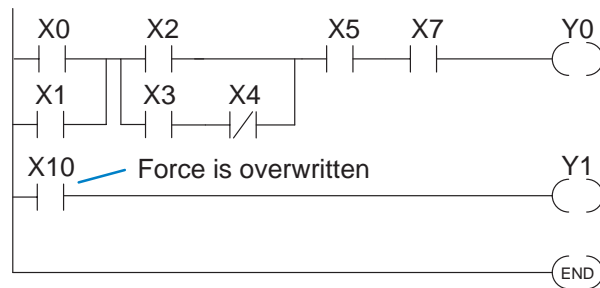 X0 X2 X5 X7 Y0
X1 X3 X4
X10 Force is overwritten Y1
END